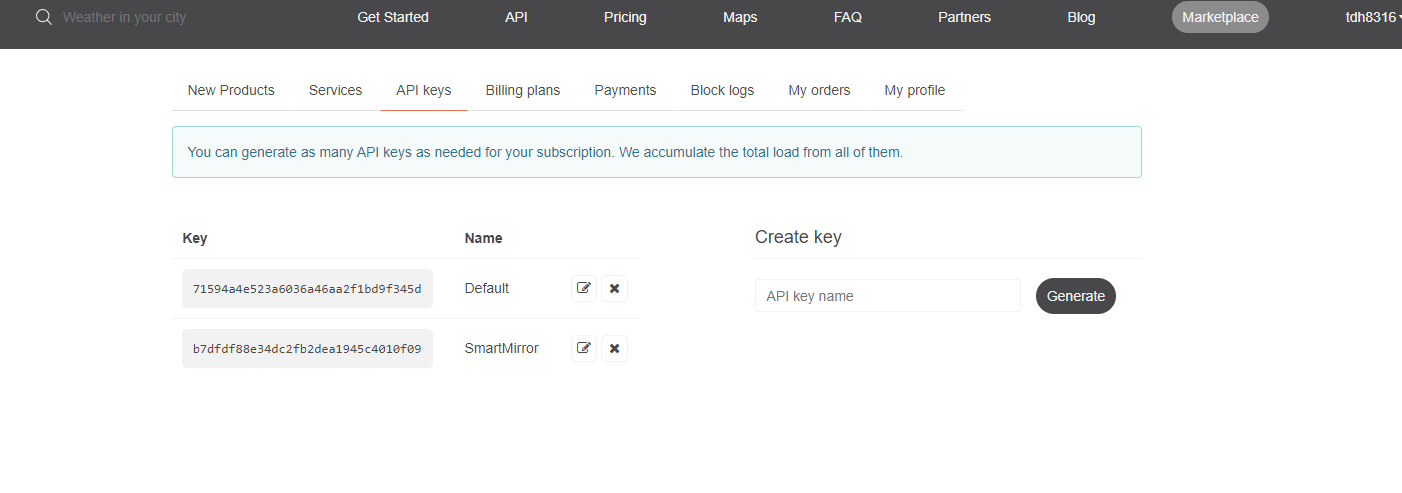 Weather in your city Get Started API Pricing Maps FAQ Partners Blog Marketplace tdh8316
New Products Services API keys Billing plans Payments Block logs My orders My profile
You can generate as many API keys as needed for your subscription. We accumulate the total load from all of them.
Key Name
71594a4e523a6036a46aa2f1bd9f345d Default
b7dfdf88e34dc2fb2dea1945c4010f09 SmartMirror
Create key
API key name Generate